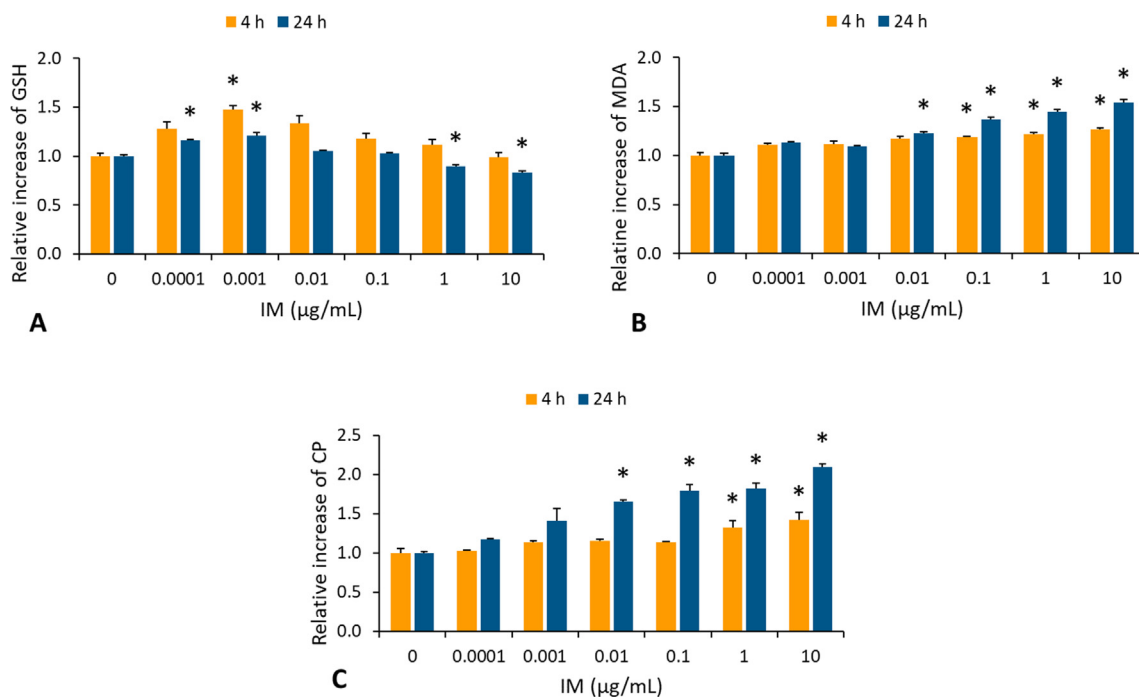 4 h 24 h
Relative increase of GSH
2.0
1.5
1.0
0.5
0.0
* * * * *
0 0.0001 0.001 0.01 0.1 1 10
IM (µg/mL)
A
4 h 24 h
Relatine increase of MDA
2.0
1.5
1.0
0.5
0.0
* * * * * * *
0 0.0001 0.001 0.01 0.1 1 10
IM (µg/mL)
B
4 h 24 h
Relative increase of CP
2.5
2.0
1.5
1.0
0.5
0.0
* * * * * *
0 0.0001 0.001 0.01 0.1 1 10
IM (µg/mL)
C